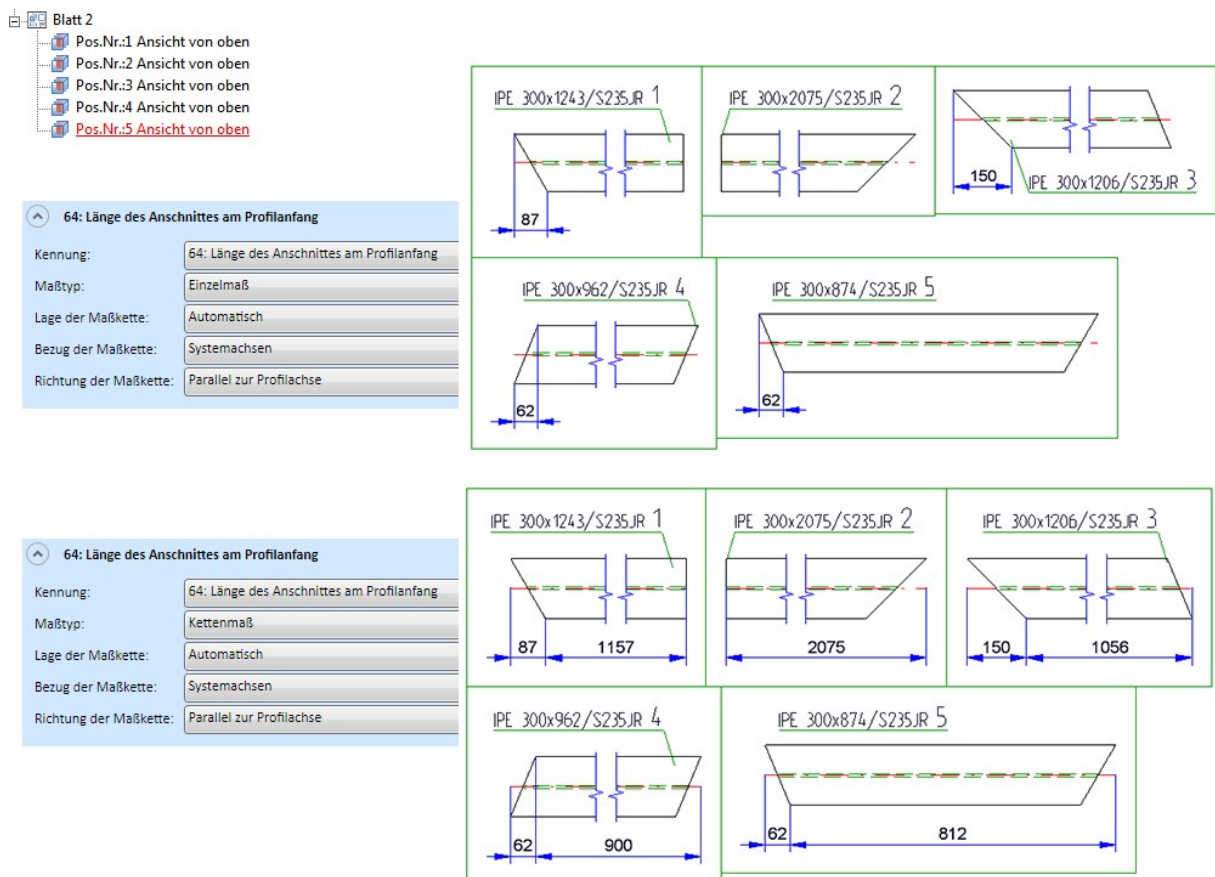 Blatt 2
Pos.Nr.:1 Ansicht von oben
Pos.Nr.:2 Ansicht von oben
Pos.Nr.:3 Ansicht von oben
Pos.Nr.:4 Ansicht von oben
Pos.Nr.:5 Ansicht von oben
64: Länge des Anschnittes am Profilanfang
Kennung: 64: Länge des Anschnittes am Profilanfang
Maßtyp: Einzelmaß
Lage der Maßkette: Automatisch
Bezug der Maßkette: Systemachsen
Richtung der Maßkette: Parallel zur Profilachse
IPE 300x1243/S235JR 1
87
IPE 300x2075/S235JR 2
150
IPE 300x1206/S235JR 3
IPE 300x962/S235JR 4
62
IPE 300x874/S235JR 5
62
64: Länge des Anschnittes am Profilanfang
Kennung: 64: Länge des Anschnittes am Profilanfang
Maßtyp: Kettenmaß
Lage der Maßkette: Automatisch
Bezug der Maßkette: Systemachsen
Richtung der Maßkette: Parallel zur Profilachse
IPE 300x1243/S235JR 1
87 1157
IPE 300x2075/S235JR 2
2075
IPE 300x1206/S235JR 3
150 1056
IPE 300x962/S235JR 4
62 900
IPE 300x874/S235JR 5
62 812